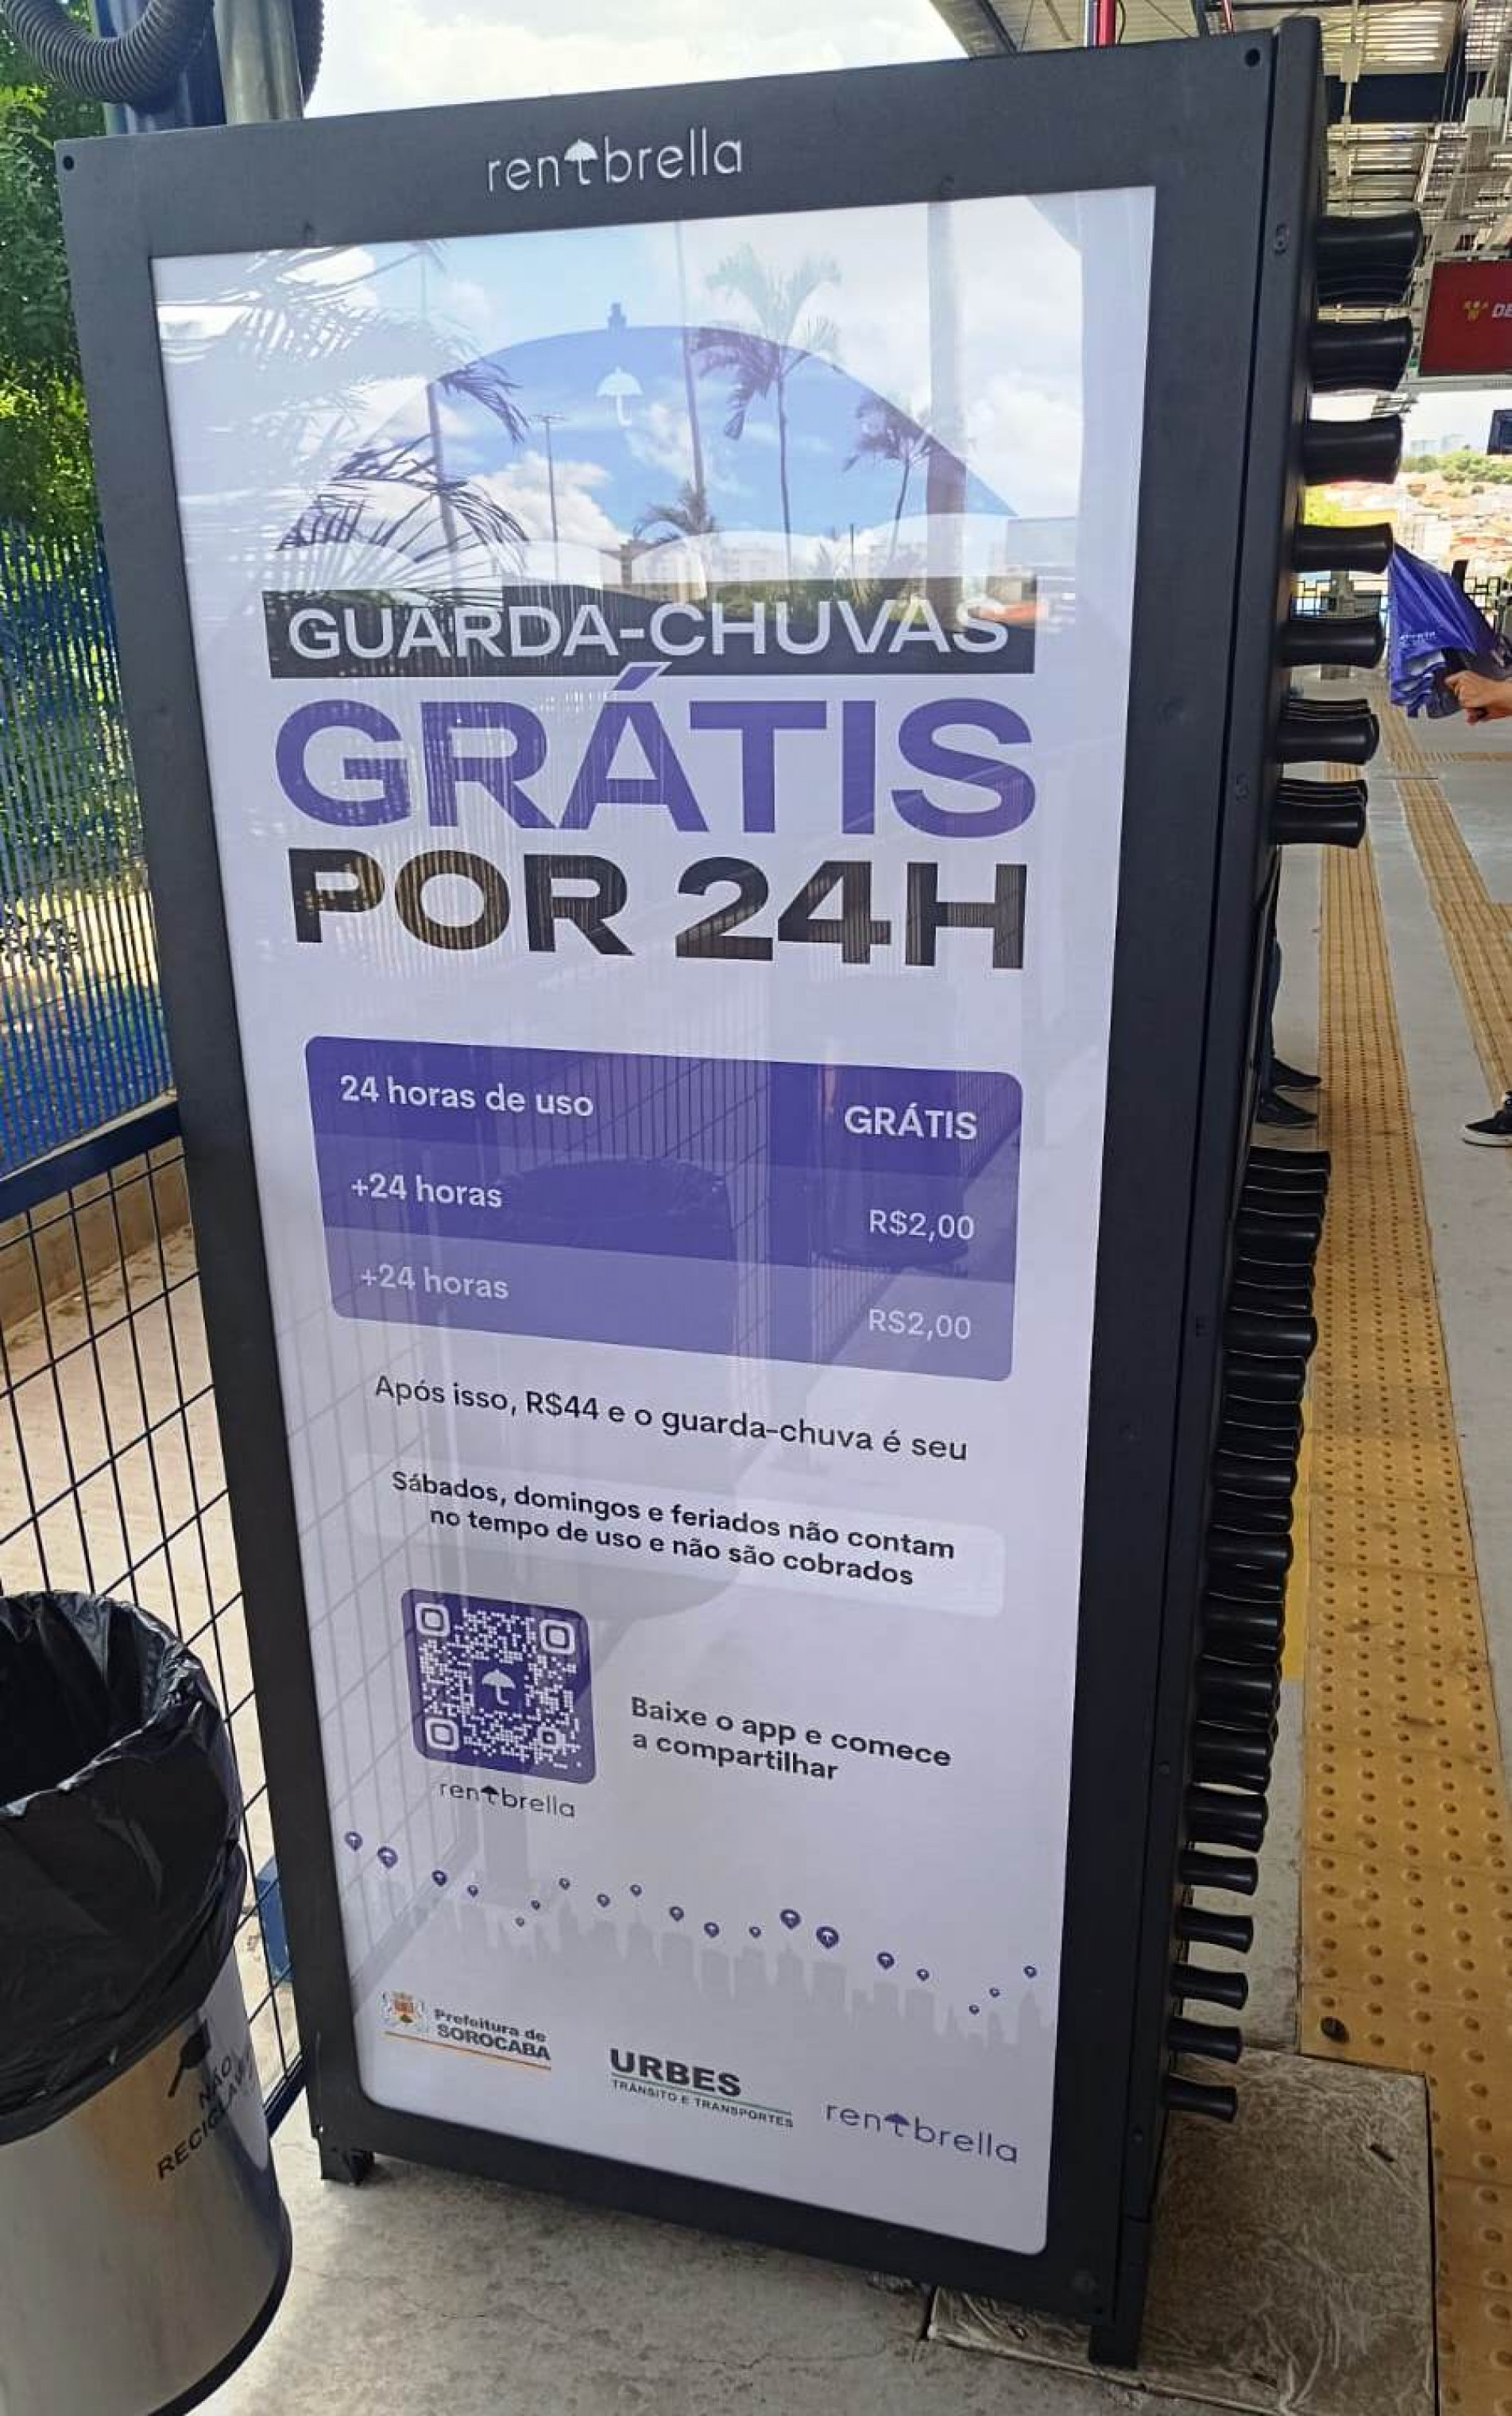 rentbrella
GUARDA-CHUVAS
GRÁTIS
POR 24H
24 horas de uso GRÁTIS
+24 horas R$2,00
+24 horas R$2,00
Após isso, R$44 e o guarda-chuva é seu
Sábados, domingos e feriados não contam
no tempo de uso e não são cobrados
Baixe o app e comece
a compartilhar
rentbrella
Prefeitura de
SOROCABA
URBES
TRÂNSITO E TRANSPORTES
rentbrella
NÃO
DE